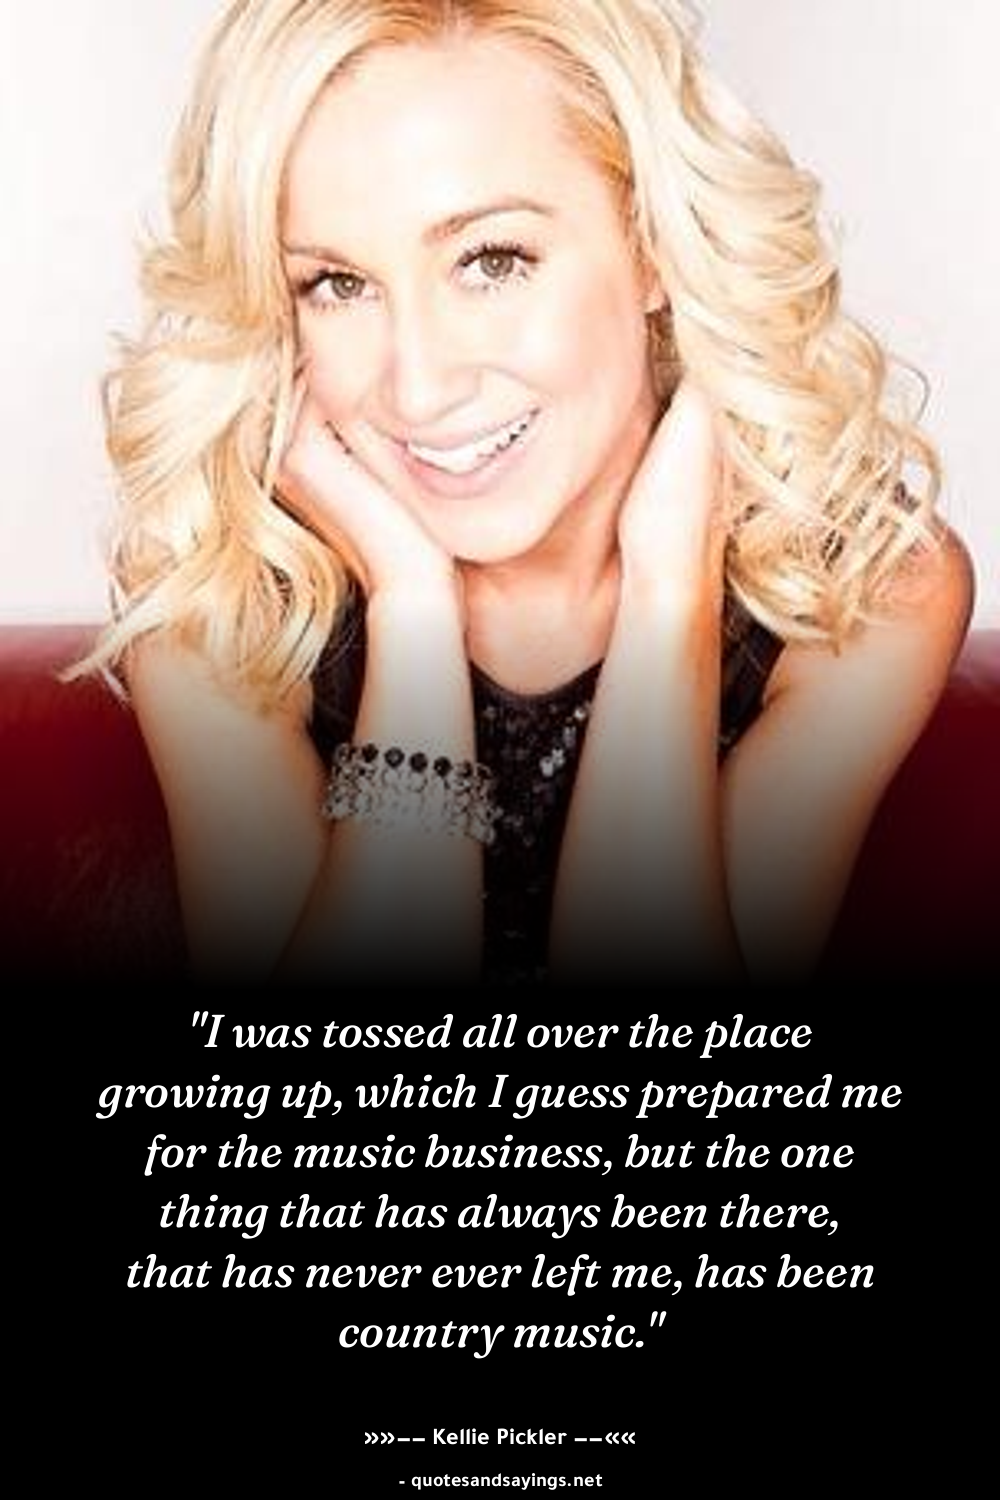 "I was tossed all over the place
growing up, which I guess prepared me
for the music business, but the one
thing that has always been there,
that has never ever left me, has been
country music."
»»–– Kellie Pickler ––««
- quotesandsayings.net